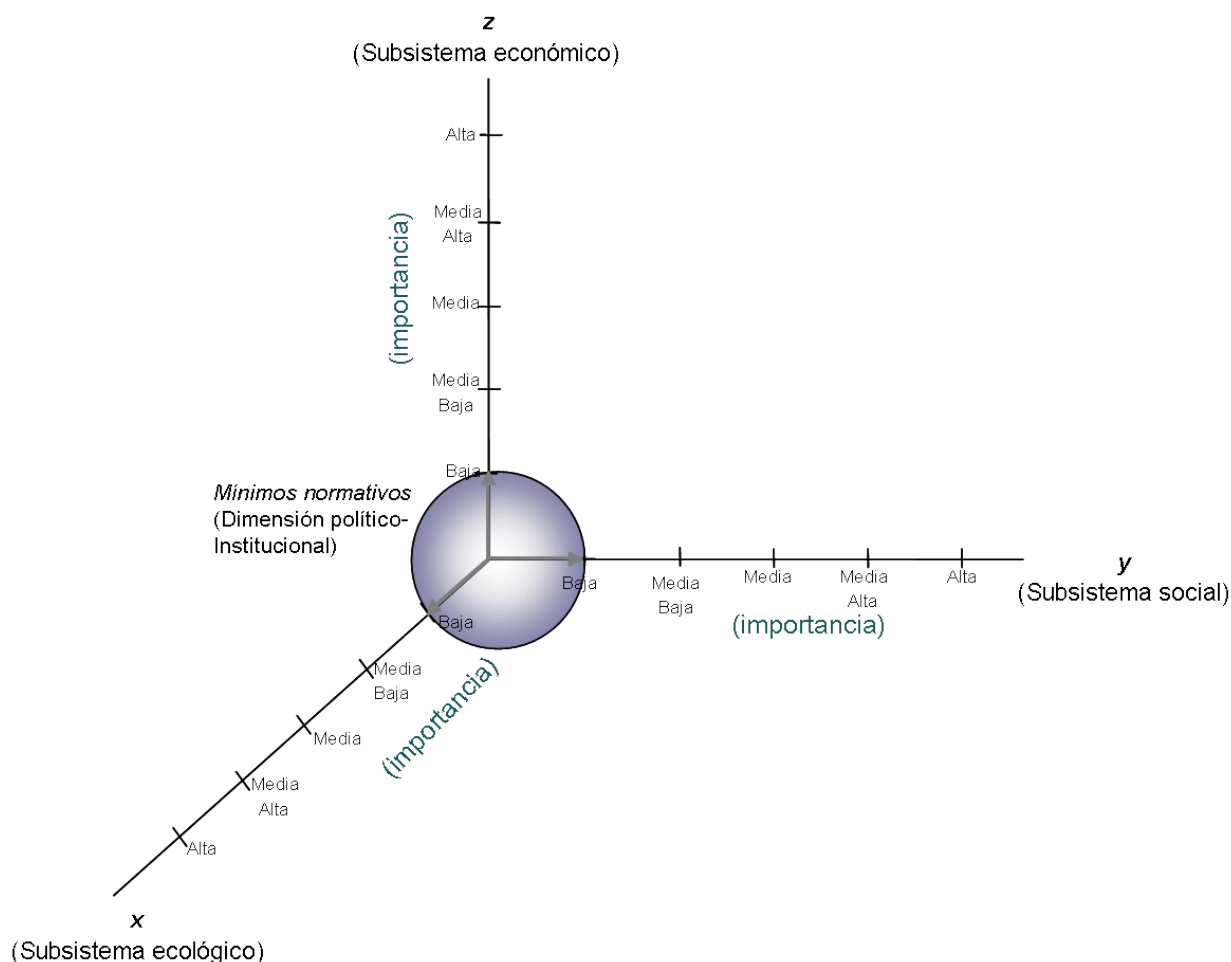 z
(Subsistema económico)
Alta
Media
Alta
(importancia)
Media
Media
Baja
Baja
Mínimos normativos
(Dimensión político-
Institucional)
Baja
Media
Baja
Media
Media
Alta
Alta
y
(Subsistema social)
(importancia)
Baja
Media
Baja
(importancia)
Media
Media
Alta
Alta
x
(Subsistema ecológico)